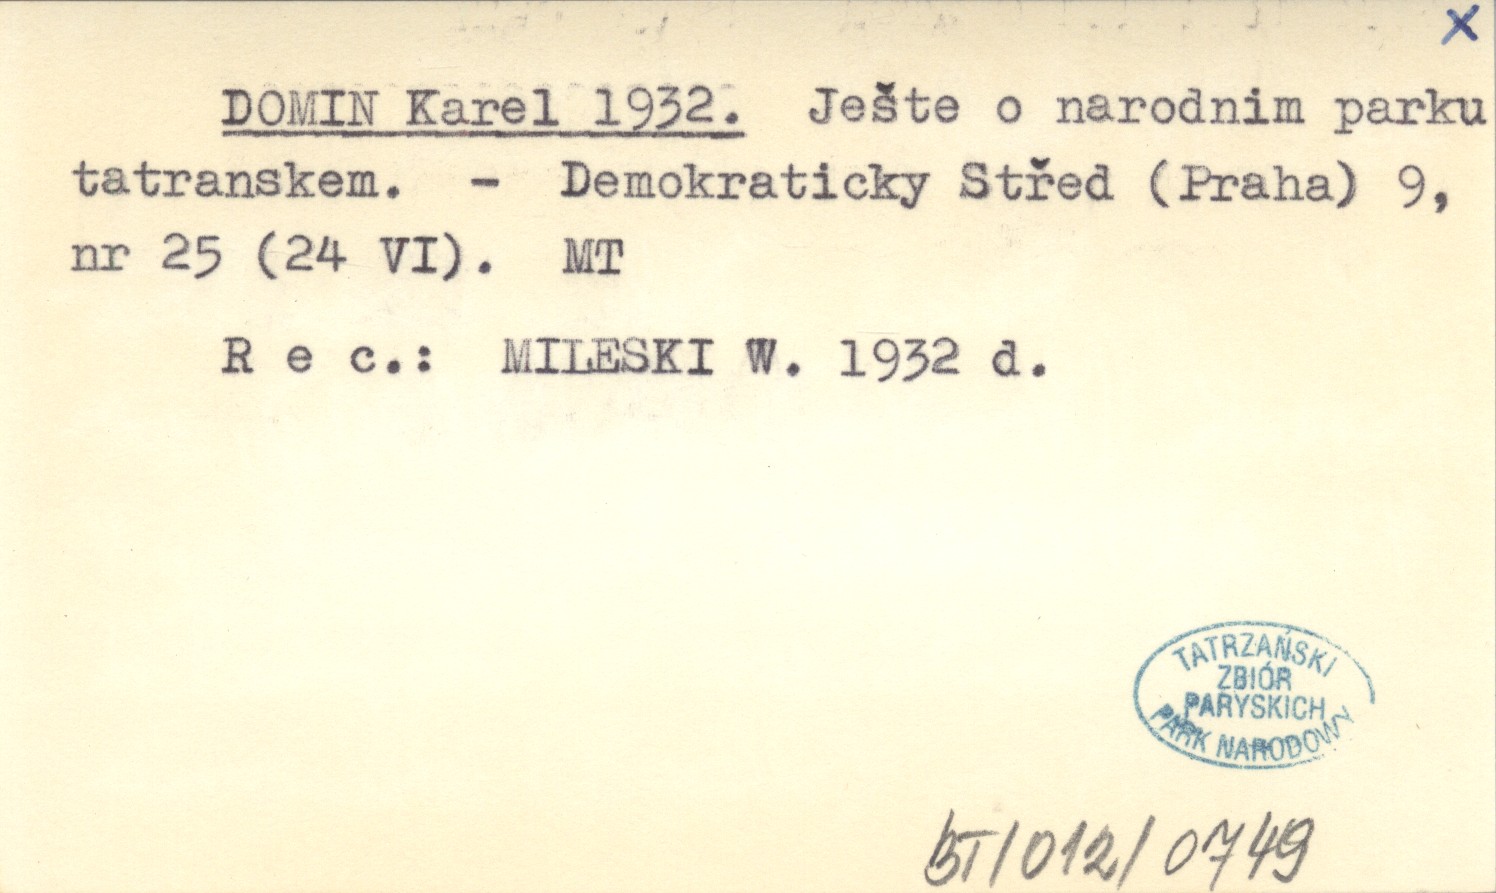 x
DOMIN Karel 1932. Ješte o narodnim parku
tatranskem. - Demokraticky Střed (Praha) 9,
nr 25 (24 VI). MT
R e c.: MILESKI W. 1932 d.
TATRZAŃSKI
ZBIÓR
PARYSKICH
PARK NARODOWY
BT/012/0749